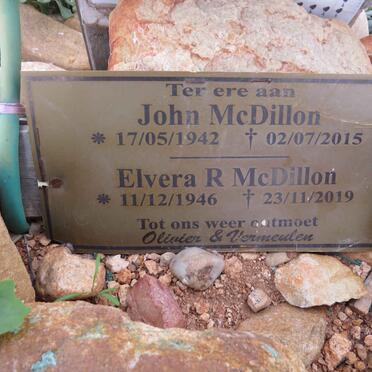 Ter ere aan
John McDillon
* 17/05/1942 † 02/07/2015
Elvera R McDillon
* 11/12/1946 † 23/11/2019
Tot ons weer ontmoet
Olivier & Vermeulen